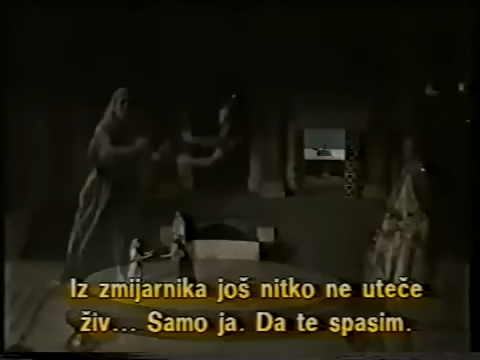 Iz zmijarnika još nitko ne uteče
živ... Samo ja. Da te spasim.